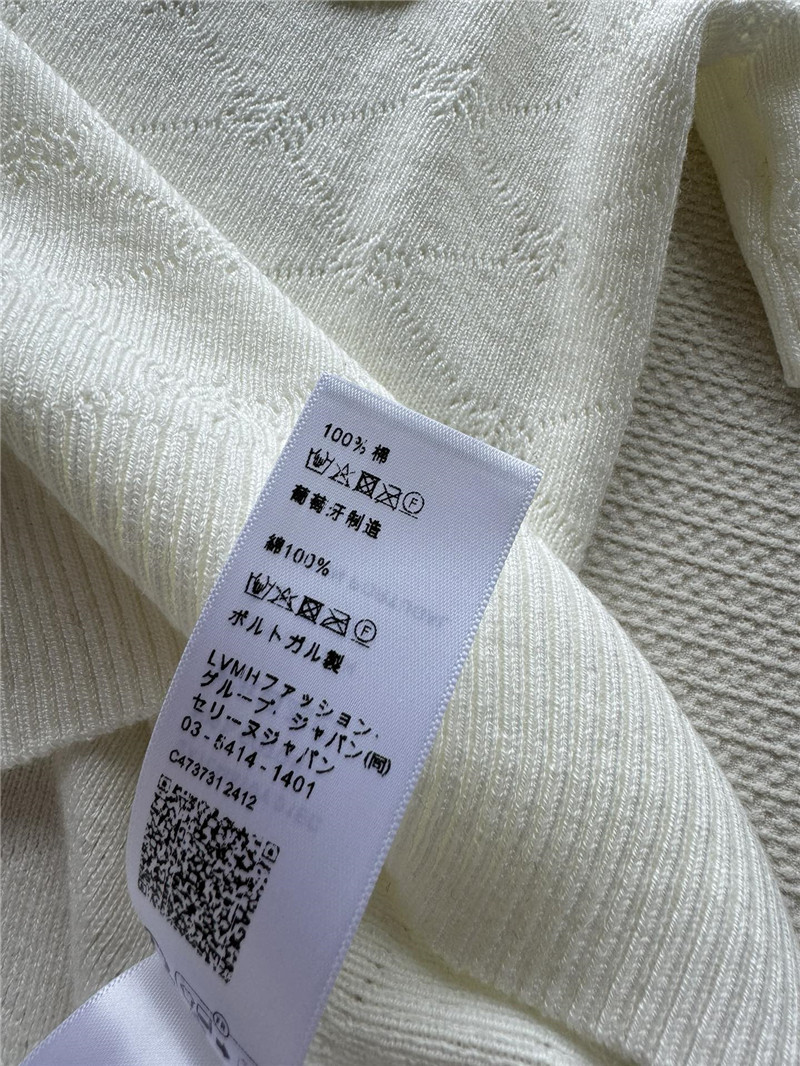 100% 棉
F
葡萄牙制造
綿100%
F
ポルトガル製
LVMHファッション・
グループ・ジャパン(同)
セリーヌジャパン
03-5414-1401
C473731 2412